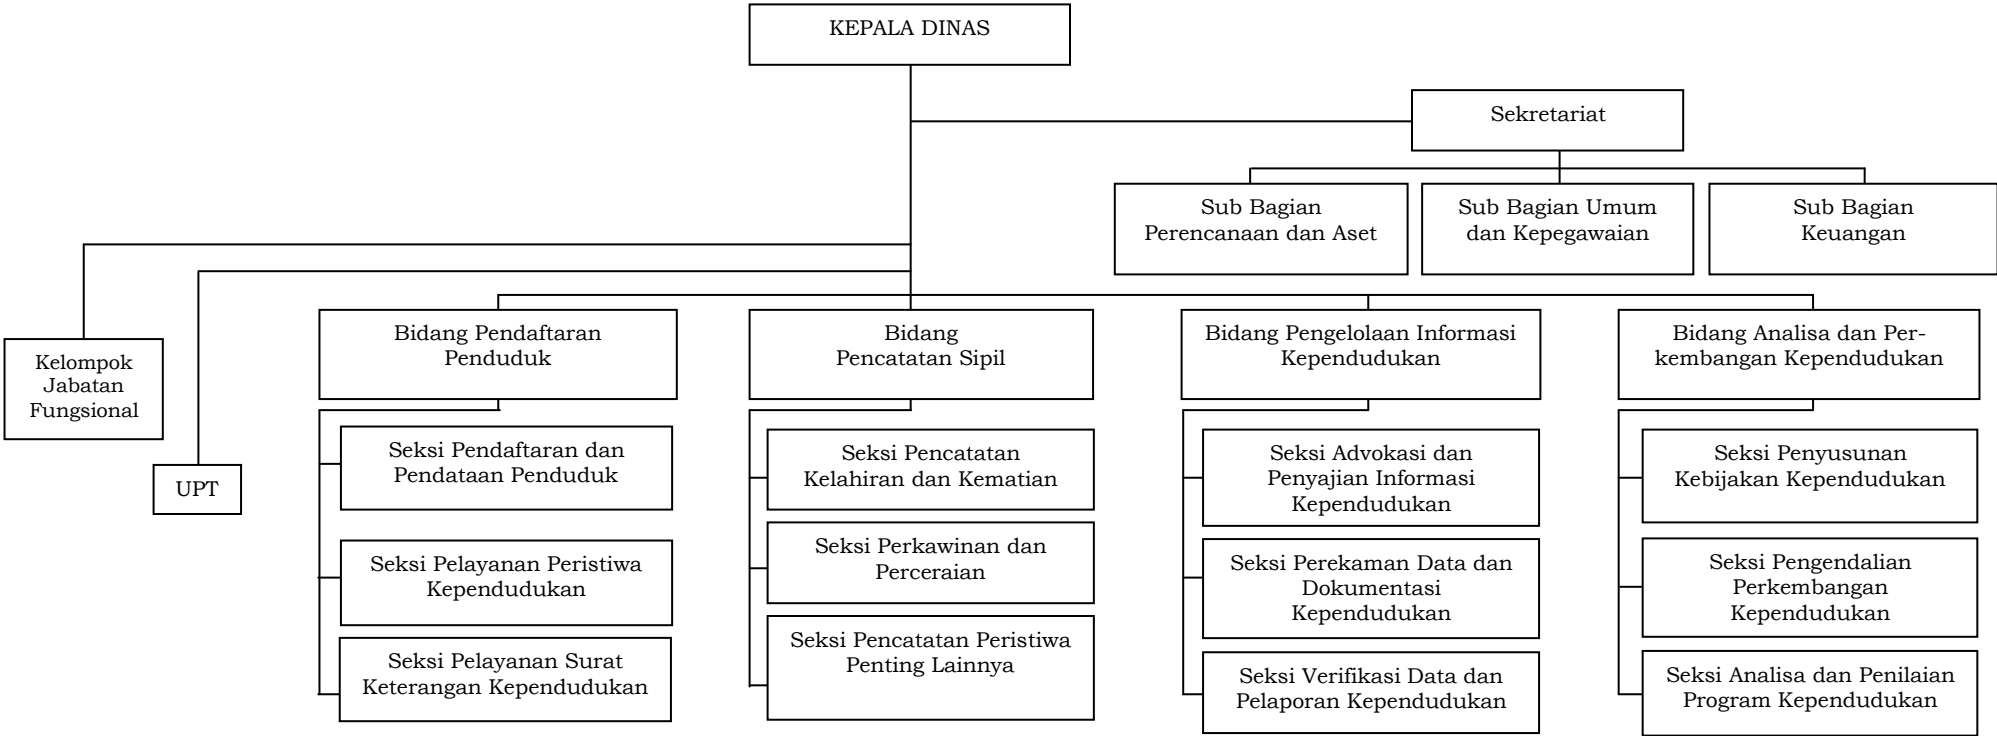 KEPALA DINAS
Sekretariat
Sub Bagian
Perencanaan dan Aset
Sub Bagian Umum
dan Kepegawaian
Sub Bagian
Keuangan
Kelompok
Jabatan
Fungsional
UPT
Bidang Pendaftaran
Penduduk
Seksi Pendaftaran dan
Pendataan Penduduk
Seksi Pelayanan Peristiwa
Kependudukan
Seksi Pelayanan Surat
Keterangan Kependudukan
Bidang
Pencatatan Sipil
Seksi Pencatatan
Kelahiran dan Kematian
Seksi Perkawinan dan
Perceraian
Seksi Pencatatan Peristiwa
Penting Lainnya
Bidang Pengelolaan Informasi
Kependudukan
Seksi Advokasi dan
Penyajian Informasi
Kependudukan
Seksi Perekaman Data dan
Dokumentasi
Kependudukan
Seksi Verifikasi Data dan
Pelaporan Kependudukan
Bidang Analisa dan Per-
kembangan Kependudukan
Seksi Penyusunan
Kebijakan Kependudukan
Seksi Pengendalian
Perkembangan
Kependudukan
Seksi Analisa dan Penilaian
Program Kependudukan